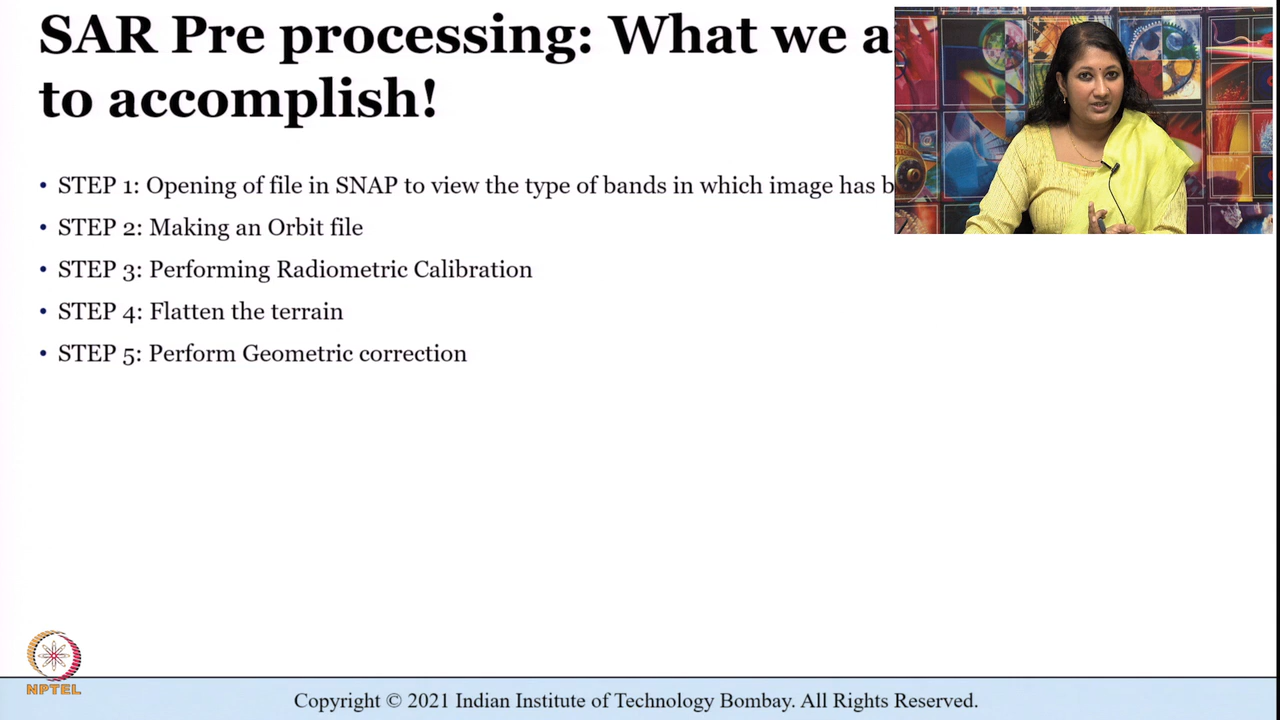 SAR Pre processing: What we a
to accomplish!
• STEP 1: Opening of file in SNAP to view the type of bands in which image has b
• STEP 2: Making an Orbit file
• STEP 3: Performing Radiometric Calibration
• STEP 4: Flatten the terrain
• STEP 5: Perform Geometric correction
NPTEL
Copyright © 2021 Indian Institute of Technology Bombay. All Rights Reserved.